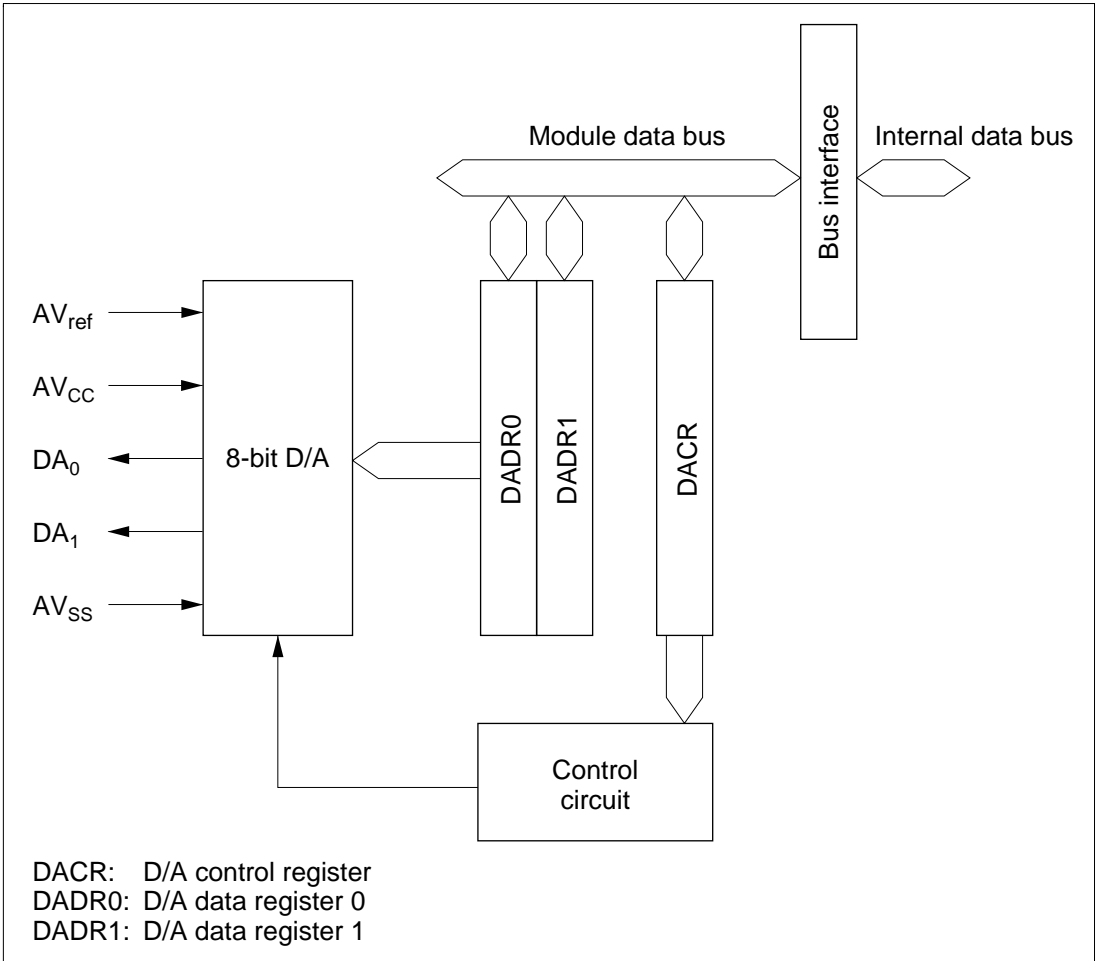 Module data bus
Internal data bus
Bus interface
AVref
AVCC
DA0
DA1
AVSS
8-bit D/A
DADR0
DADR1
DACR
Control
circuit
DACR: D/A control register
DADR0: D/A data register 0
DADR1: D/A data register 1